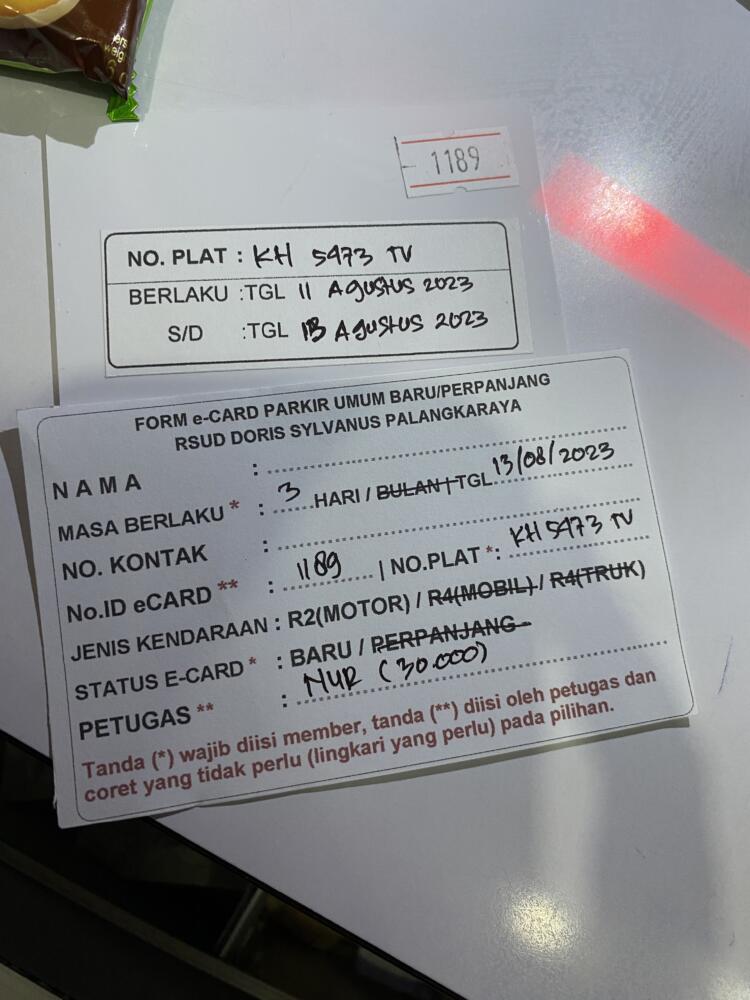 1189
NO. PLAT : KH 5473 TV
BERLAKU :TGL 11 AGUSTUS 2023
S/D :TGL 13 AGUSTUS 2023
FORM e-CARD PARKIR UMUM BARU/PERPANJANG
RSUD DORIS SYLVANUS PALANGKARAYA
NAMA :
MASA BERLAKU * : 3 HARI / BULAN | TGL 13/08/2023
NO. KONTAK :
No.ID eCARD ** : 1189 | NO.PLAT *: KH 5473 TV
JENIS KENDARAAN : R2(MOTOR) / R4(MOBIL) / R4(TRUK)
STATUS E-CARD * : BARU / PERPANJANG
PETUGAS ** : NUR (30.000)
Tanda (*) wajib diisi member, tanda (**) diisi oleh petugas dan
coret yang tidak perlu (lingkari yang perlu) pada pilihan.